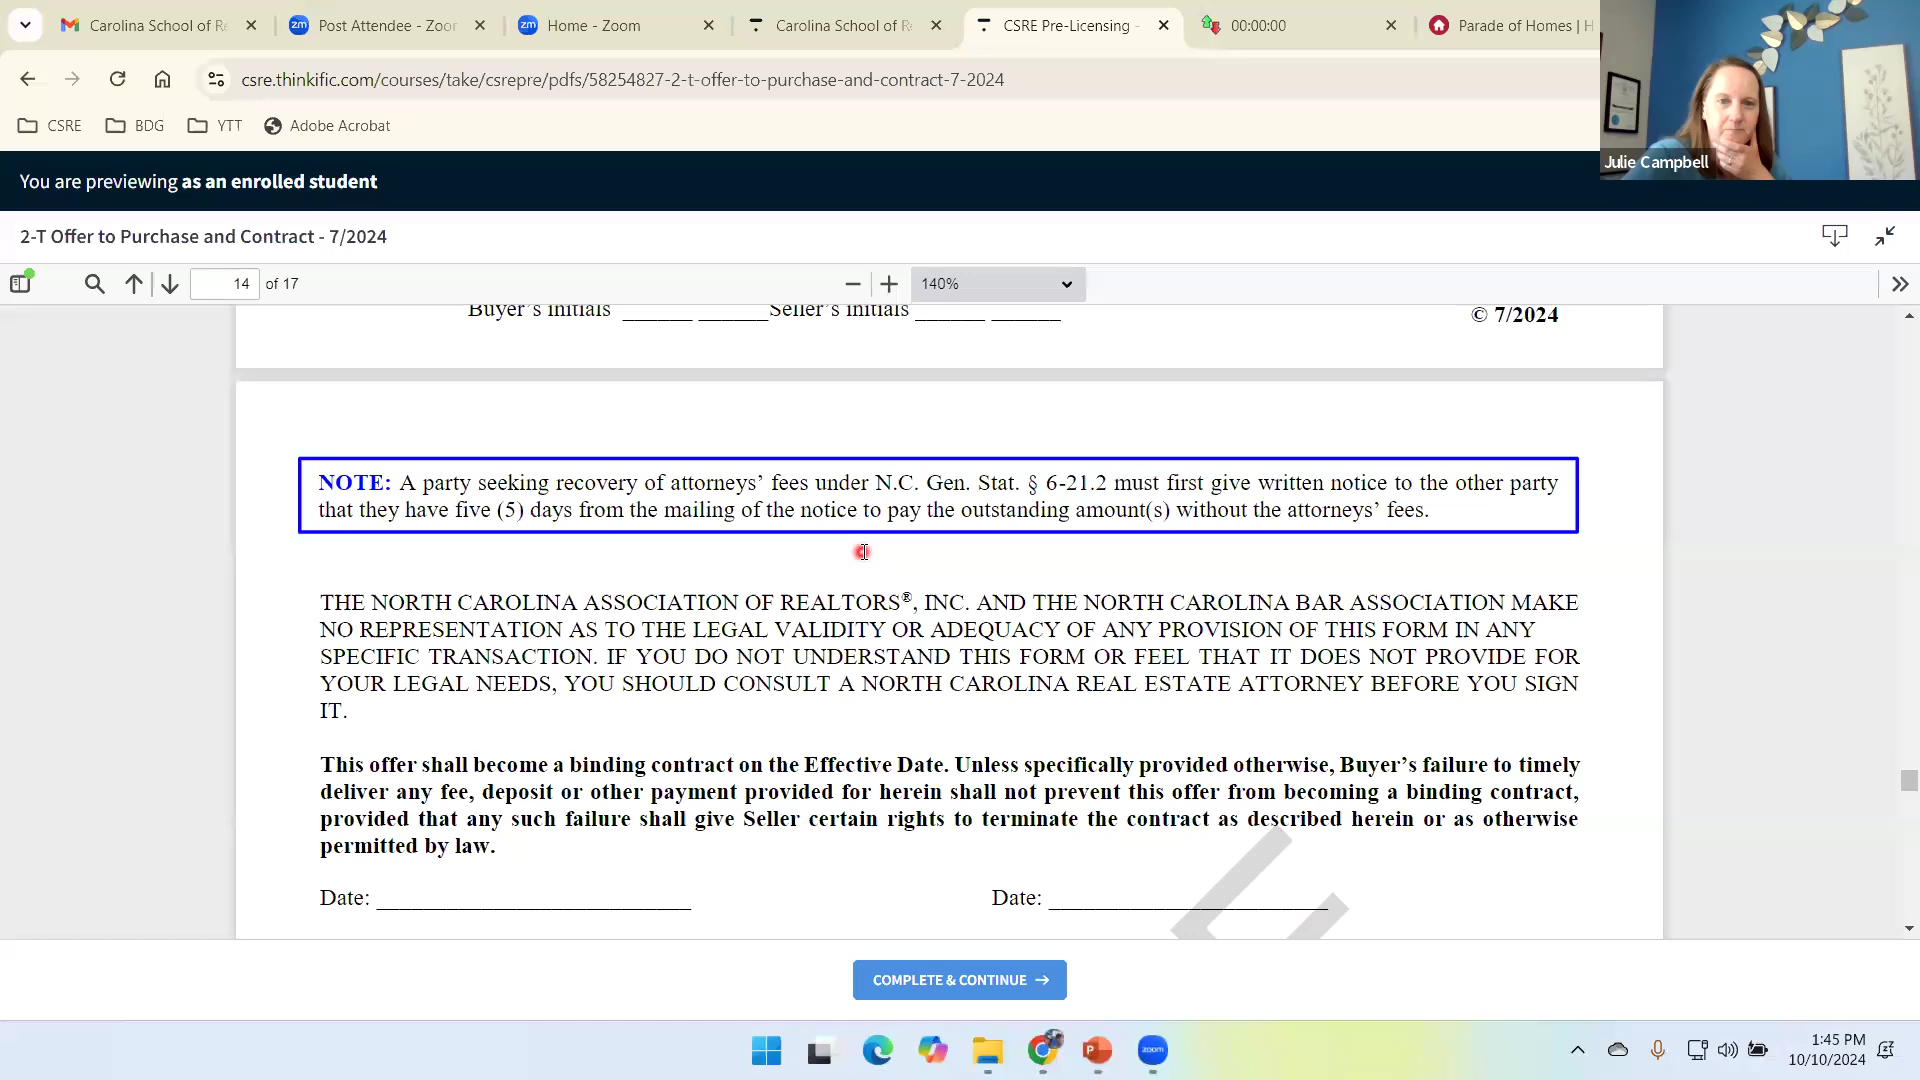 Carolina School of Re
Post Attendee - Zoom
Home - Zoom
Carolina School of R
CSRE Pre-Licensing -
00:00:00
Parade of Homes | H
csre.thinkific.com/courses/take/csrepre/pdfs/58254827-2-t-offer-to-purchase-and-contract-7-2024
CSRE
BDG
YTT
Adobe Acrobat
Julie Campbell
You are previewing as an enrolled student
2-T Offer to Purchase and Contract - 7/2024
14 of 17
140%
Buyer's initials ______ ______Seller's initials ______ ______
© 7/2024
NOTE: A party seeking recovery of attorneys' fees under N.C. Gen. Stat. § 6-21.2 must first give written notice to the other party
that they have five (5) days from the mailing of the notice to pay the outstanding amount(s) without the attorneys' fees.
THE NORTH CAROLINA ASSOCIATION OF REALTORS®, INC. AND THE NORTH CAROLINA BAR ASSOCIATION MAKE
NO REPRESENTATION AS TO THE LEGAL VALIDITY OR ADEQUACY OF ANY PROVISION OF THIS FORM IN ANY
SPECIFIC TRANSACTION. IF YOU DO NOT UNDERSTAND THIS FORM OR FEEL THAT IT DOES NOT PROVIDE FOR
YOUR LEGAL NEEDS, YOU SHOULD CONSULT A NORTH CAROLINA REAL ESTATE ATTORNEY BEFORE YOU SIGN
IT.
This offer shall become a binding contract on the Effective Date. Unless specifically provided otherwise, Buyer's failure to timely
deliver any fee, deposit or other payment provided for herein shall not prevent this offer from becoming a binding contract,
provided that any such failure shall give Seller certain rights to terminate the contract as described herein or as otherwise
permitted by law.
Date: ___________________________
Date: ________________________
COMPLETE & CONTINUE →
zoom
1:45 PM
10/10/2024